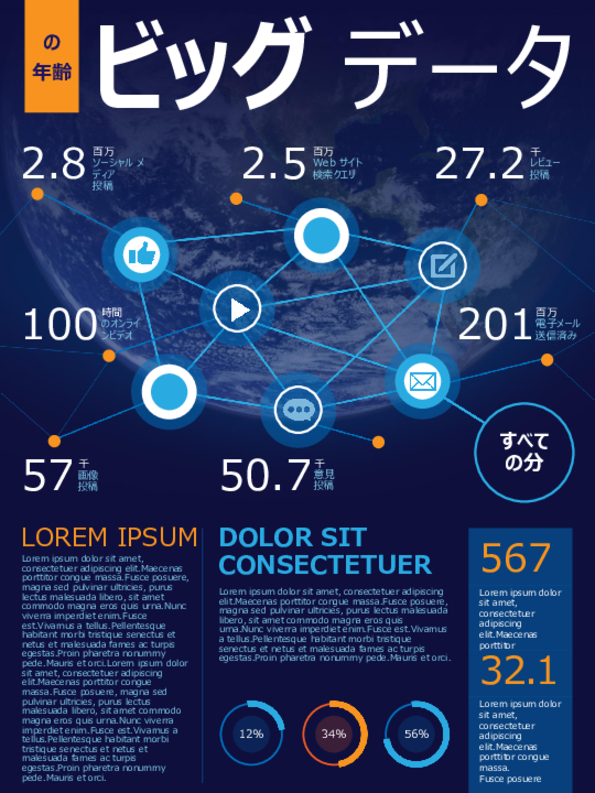 の
年齢
ビッグ データ
2.8 百万
ソーシャル メ
ディア
投稿
2.5 百万
Web サイト
検索クエリ
27.2 千
レビュー
投稿
100 時間
のオンライ
ンビデオ
201 百万
電子メール
送信済み
57 千
画像
投稿
50.7 千
意見
投稿
すべて
の分
LOREM IPSUM
Lorem ipsum dolor sit amet,
consectetuer adipiscing elit.Maecenas
porttitor congue massa.Fusce posuere,
magna sed pulvinar ultricies, purus
lectus malesuada libero, sit amet
commodo magna eros quis urna.Nunc
viverra imperdiet enim.Fusce
est.Vivamus a tellus.Pellentesque
habitant morbi tristique senectus et
netus et malesuada fames ac turpis
egestas.Proin pharetra nonummy
pede.Mauris et orci.Lorem ipsum dolor
sit amet, consectetuer adipiscing
elit.Maecenas porttitor congue
massa.Fusce posuere, magna sed
pulvinar ultricies, purus lectus
malesuada libero, sit amet commodo
magna eros quis urna.Nunc viverra
imperdiet enim.Fusce est.Vivamus a
tellus.Pellentesque habitant morbi
tristique senectus et netus et
malesuada fames ac turpis
egestas.Proin pharetra nonummy
pede.Mauris et orci.
DOLOR SIT
CONSECTETUER
Lorem ipsum dolor sit amet, consectetuer adipiscing
elit.Maecenas porttitor congue massa.Fusce posuere,
magna sed pulvinar ultricies, purus lectus malesuada
libero, sit amet commodo magna eros quis
urna.Nunc viverra imperdiet enim.Fusce est.Vivamus
a tellus.Pellentesque habitant morbi tristique
senectus et netus et malesuada fames ac turpis
egestas.Proin pharetra nonummy pede.Mauris et orci.
12%
34%
56%
567
Lorem ipsum dolor
sit amet,
consectetuer
adipiscing
elit.Maecenas
porttitor
32.1
Lorem ipsum dolor
sit amet,
consectetuer
adipiscing
elit.Maecenas
porttitor congue
massa.
Fusce posuere